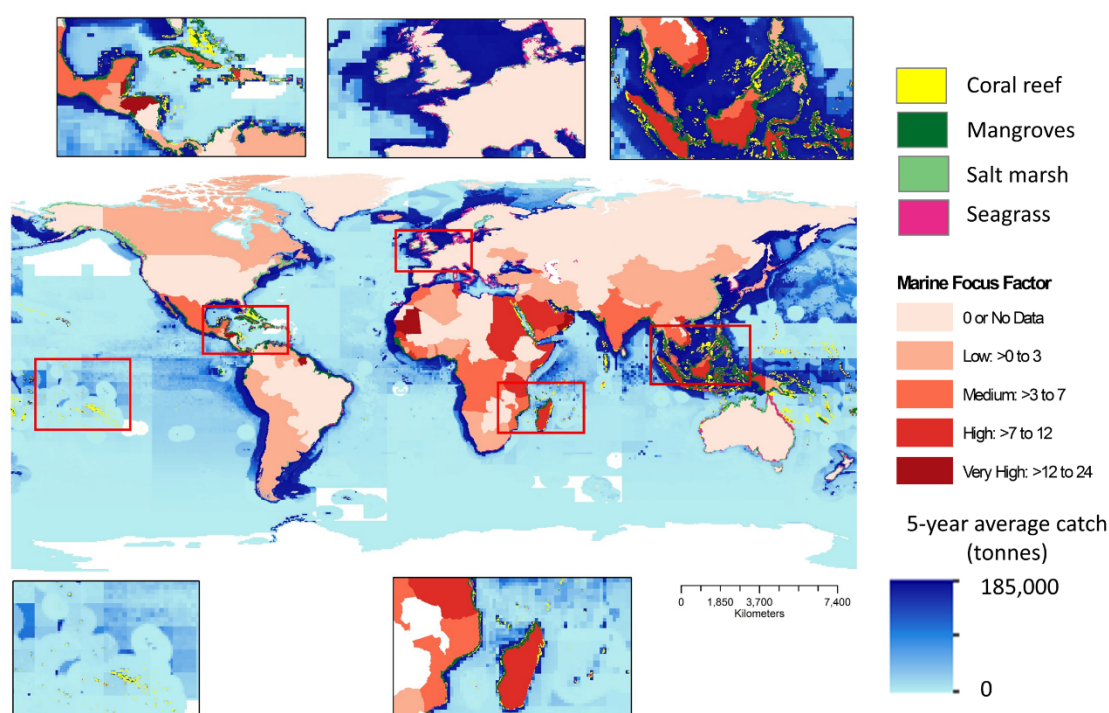 Coral reef
Mangroves
Salt marsh
Seagrass
Marine Focus Factor
0 or No Data
Low: >0 to 3
Medium: >3 to 7
High: >7 to 12
Very High: >12 to 24
5-year average catch
(tonnes)
185,000
0
0 1,850 3,700 7,400
Kilometers